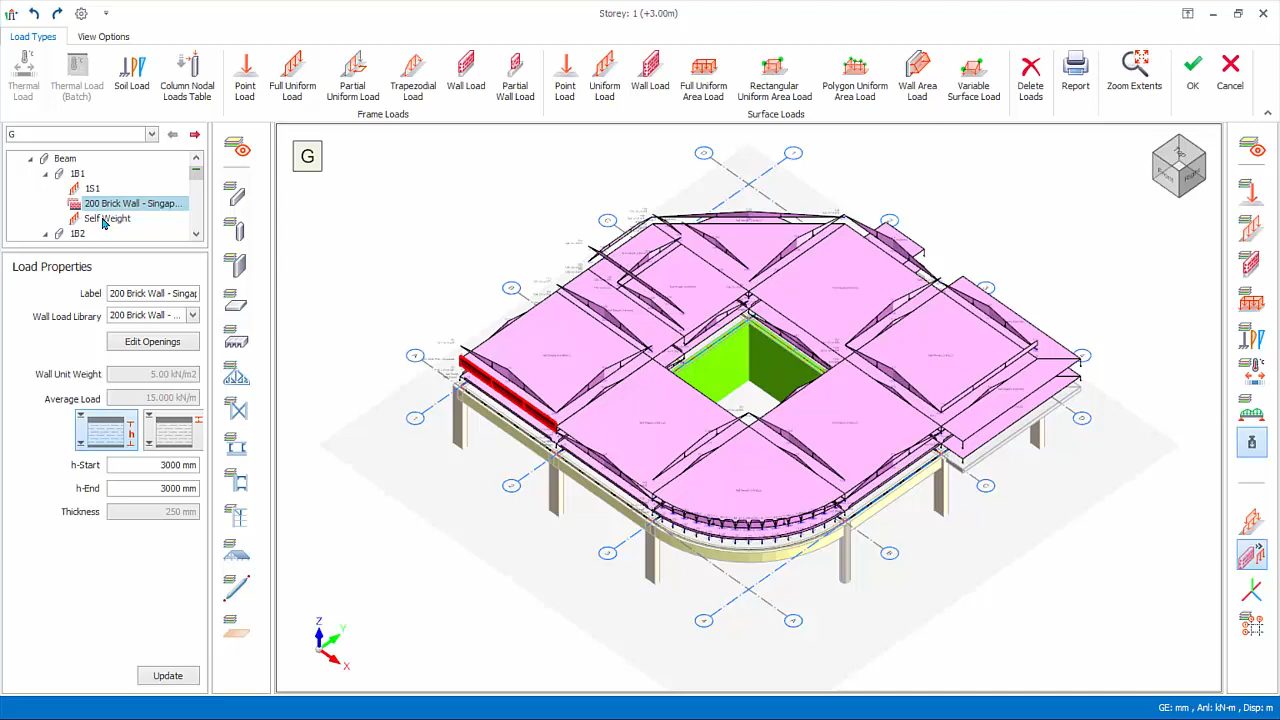 Storey: 1 (+3.00m)
Load Types
View Options
Thermal Load
Thermal Load (Batch)
Soil Load
Column Nodal Loads Table
Point Load
Full Uniform Load
Partial Uniform Load
Trapezodial Load
Wall Load
Partial Wall Load
Frame Loads
Point Load
Uniform Load
Wall Load
Full Uniform Area Load
Rectangular Uniform Area Load
Polygon Uniform Area Load
Wall Area Load
Variable Surface Load
Surface Loads
Delete Loads
Report
Zoom Extents
OK
Cancel
G
Beam
1B1
1S1
200 Brick Wall - Singap...
Self Weight
1B2
Load Properties
Label
200 Brick Wall - Singap
Wall Load Library
200 Brick Wall - ...
Edit Openings
Wall Unit Weight
5.00 kN/m2
Average Load
15.000 kN/m
h
h-Start
3000 mm
h-End
3000 mm
Thickness
250 mm
Update
G
Top
Front
Right
Z
Y
X
GE: mm , Anl: kN-m , Disp: m